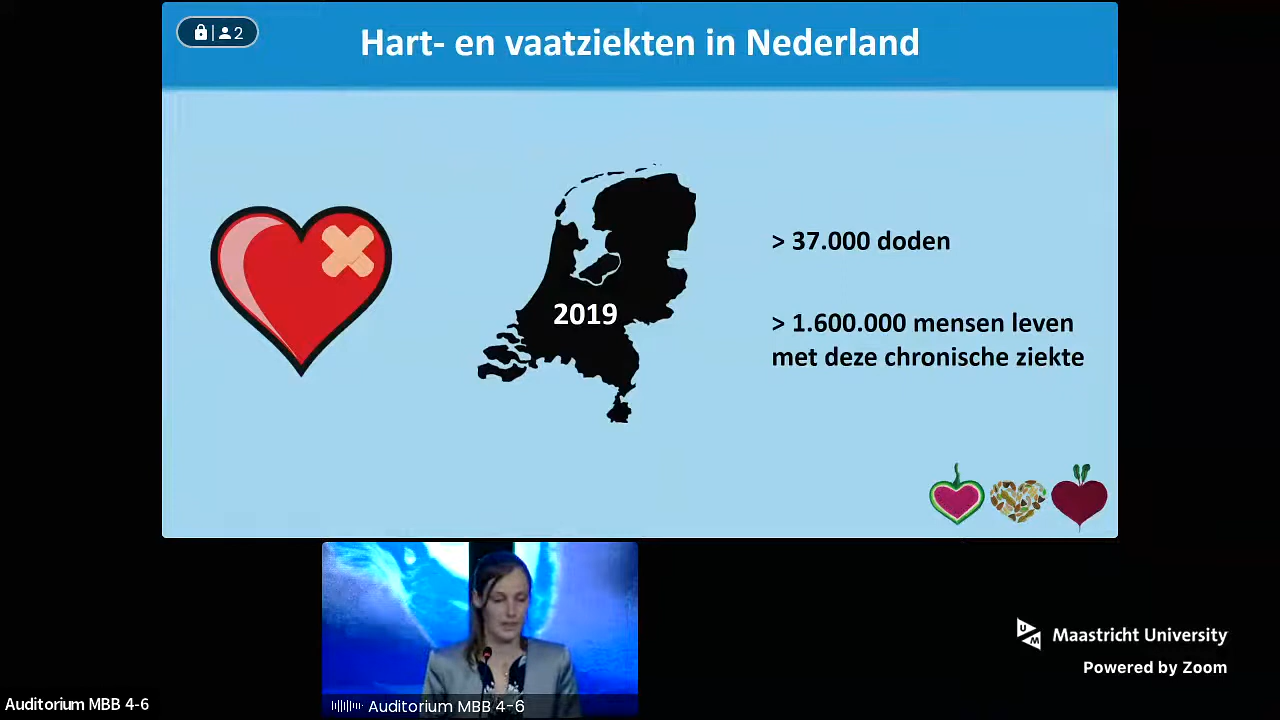 2
Hart- en vaatziekten in Nederland
> 37.000 doden
2019
> 1.600.000 mensen leven
met deze chronische ziekte
UM
Maastricht University
Powered by Zoom
Auditorium MBB 4-6
Auditorium MBB 4-6